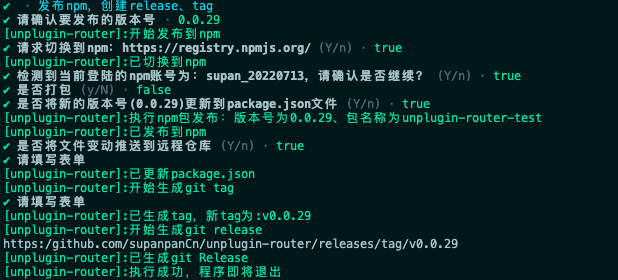 ✔ · 发布npm，创建release、tag
✔ 请确认要发布的版本号 · 0.0.29
[unplugin-router]:开始发布到npm
✔ 请求切换到npm：https://registry.npmjs.org/ (Y/n) · true
[unplugin-router]:已切换到npm
✔ 检测到当前登陆的npm账号为：supan_20220713，请确认是否继续？ (Y/n) · true
✔ 是否打包 (y/N) · false
✔ 是否将新的版本号(0.0.29)更新到package.json文件 (Y/n) · true
[unplugin-router]:执行npm包发布：版本号为0.0.29、包名称为unplugin-router-test
[unplugin-router]:已发布到npm
✔ 是否将文件变动推送到远程仓库 (Y/n) · true
✔ 请填写表单
[unplugin-router]:已更新package.json
[unplugin-router]:开始生成git tag
✔ 请填写表单
[unplugin-router]:已生成tag，新tag为:v0.0.29
[unplugin-router]:开始生成git release
https:/github.com/supanpanCn/unplugin-router/releases/tag/v0.0.29
[unplugin-router]:已生成git Release
[unplugin-router]:执行成功，程序即将退出